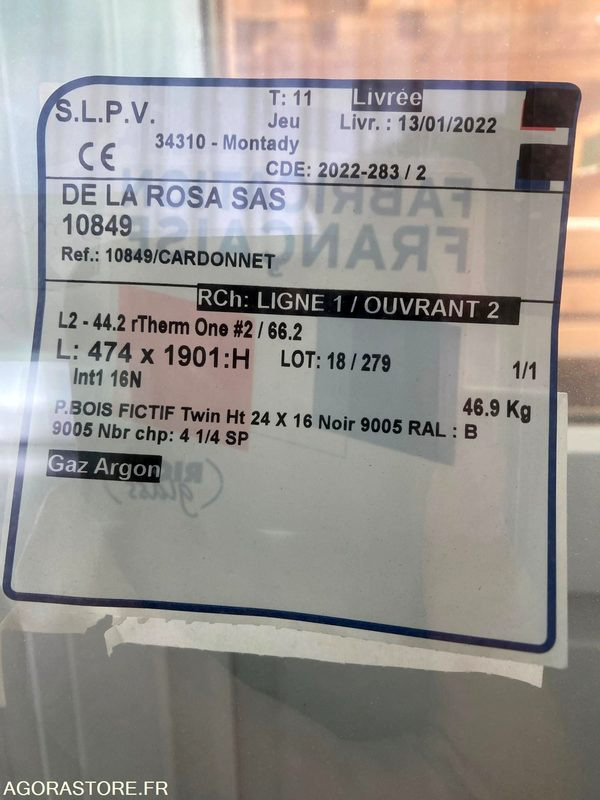 S.L.P.V. T: 11 Livrée
Jeu Livr. : 13/01/2022
34310 - Montady
CE CDE: 2022-283 / 2
DE LA ROSA SAS
10849
Ref.: 10849/CARDONNET
FABRICATION
FRANÇAISE
RCh: LIGNE 1 / OUVRANT 2
L2 - 44.2 rTherm One #2 / 66.2
L: 474 x 1901:H LOT: 18 / 279 1/1
Int1 16N 46.9 Kg
P.BOIS FICTIF Twin Ht 24 X 16 Noir 9005 RAL : B
9005 Nbr chp: 4 1/4 SP
Gaz Argon
glass
AGORASTORE.FR